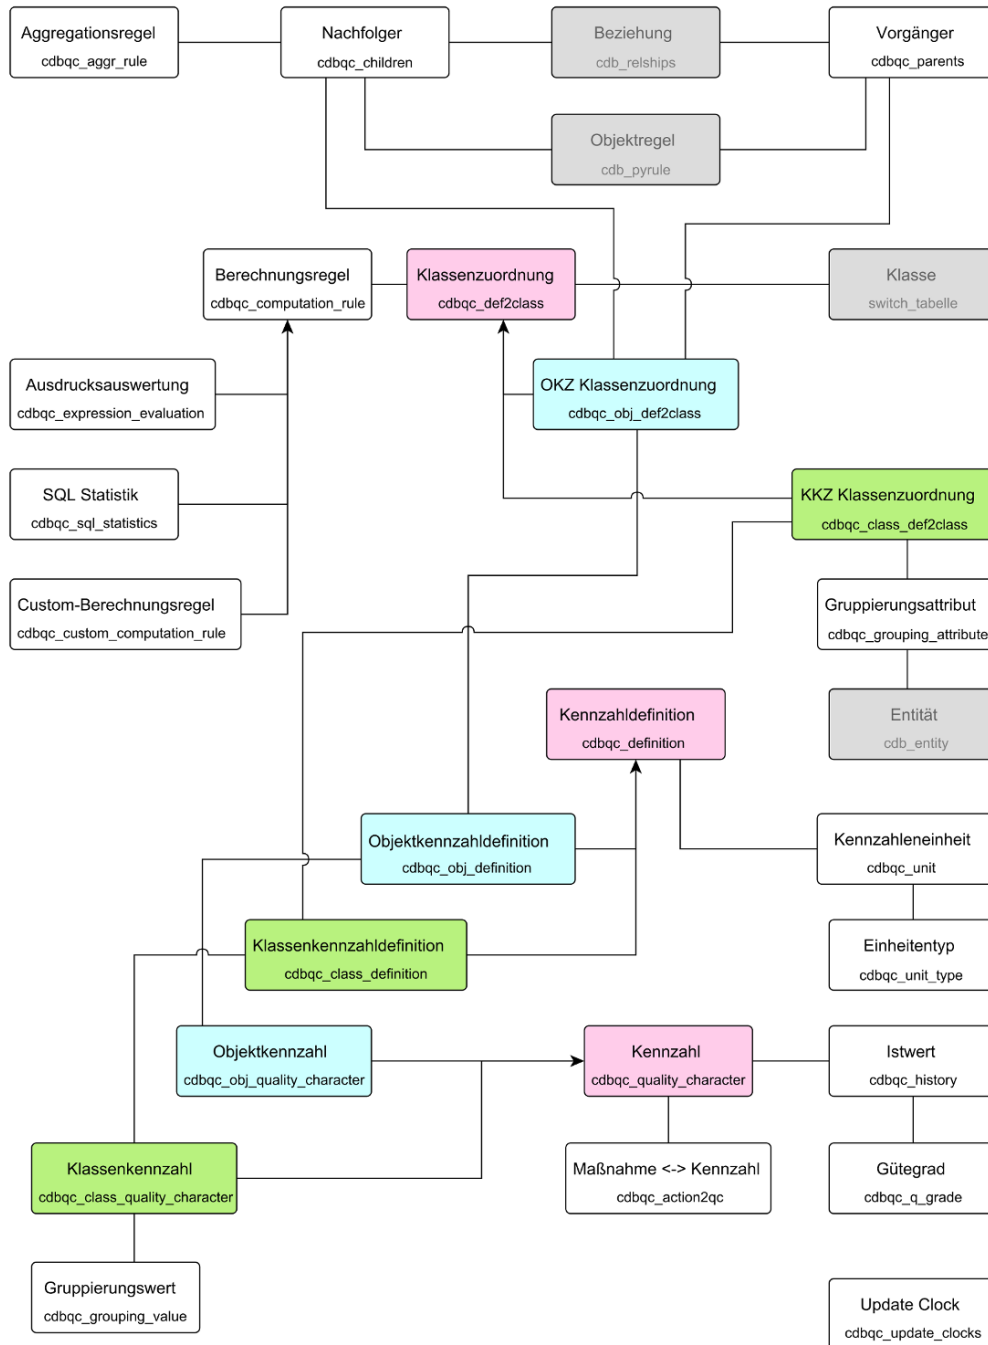 Aggregationsregel
cdbqc_aggr_rule
Nachfolger
cdbqc_children
Beziehung
cdb_relships
Vorgänger
cdbqc_parents
Objektregel
cdb_pyrule
Berechnungsregel
cdbqc_computation_rule
Klassenzuordnung
cdbqc_def2class
Klasse
switch_tabelle
Ausdrucksauswertung
cdbqc_expression_evaluation
OKZ Klassenzuordnung
cdbqc_obj_def2class
SQL Statistik
cdbqc_sql_statistics
KKZ Klassenzuordnung
cdbqc_class_def2class
Custom-Berechnungsregel
cdbqc_custom_computation_rule
Gruppierungsattribut
cdbqc_grouping_attribute
Kennzahldefinition
cdbqc_definition
Entität
cdb_entity
Objektkennzahldefinition
cdbqc_obj_definition
Kennzahleneinheit
cdbqc_unit
Klassenkennzahldefinition
cdbqc_class_definition
Einheitentyp
cdbqc_unit_type
Objektkennzahl
cdbqc_obj_quality_character
Kennzahl
cdbqc_quality_character
Istwert
cdbqc_history
Klassenkennzahl
cdbqc_class_quality_character
Maßnahme <-> Kennzahl
cdbqc_action2qc
Gütegrad
cdbqc_q_grade
Gruppierungswert
cdbqc_grouping_value
Update Clock
cdbqc_update_clocks